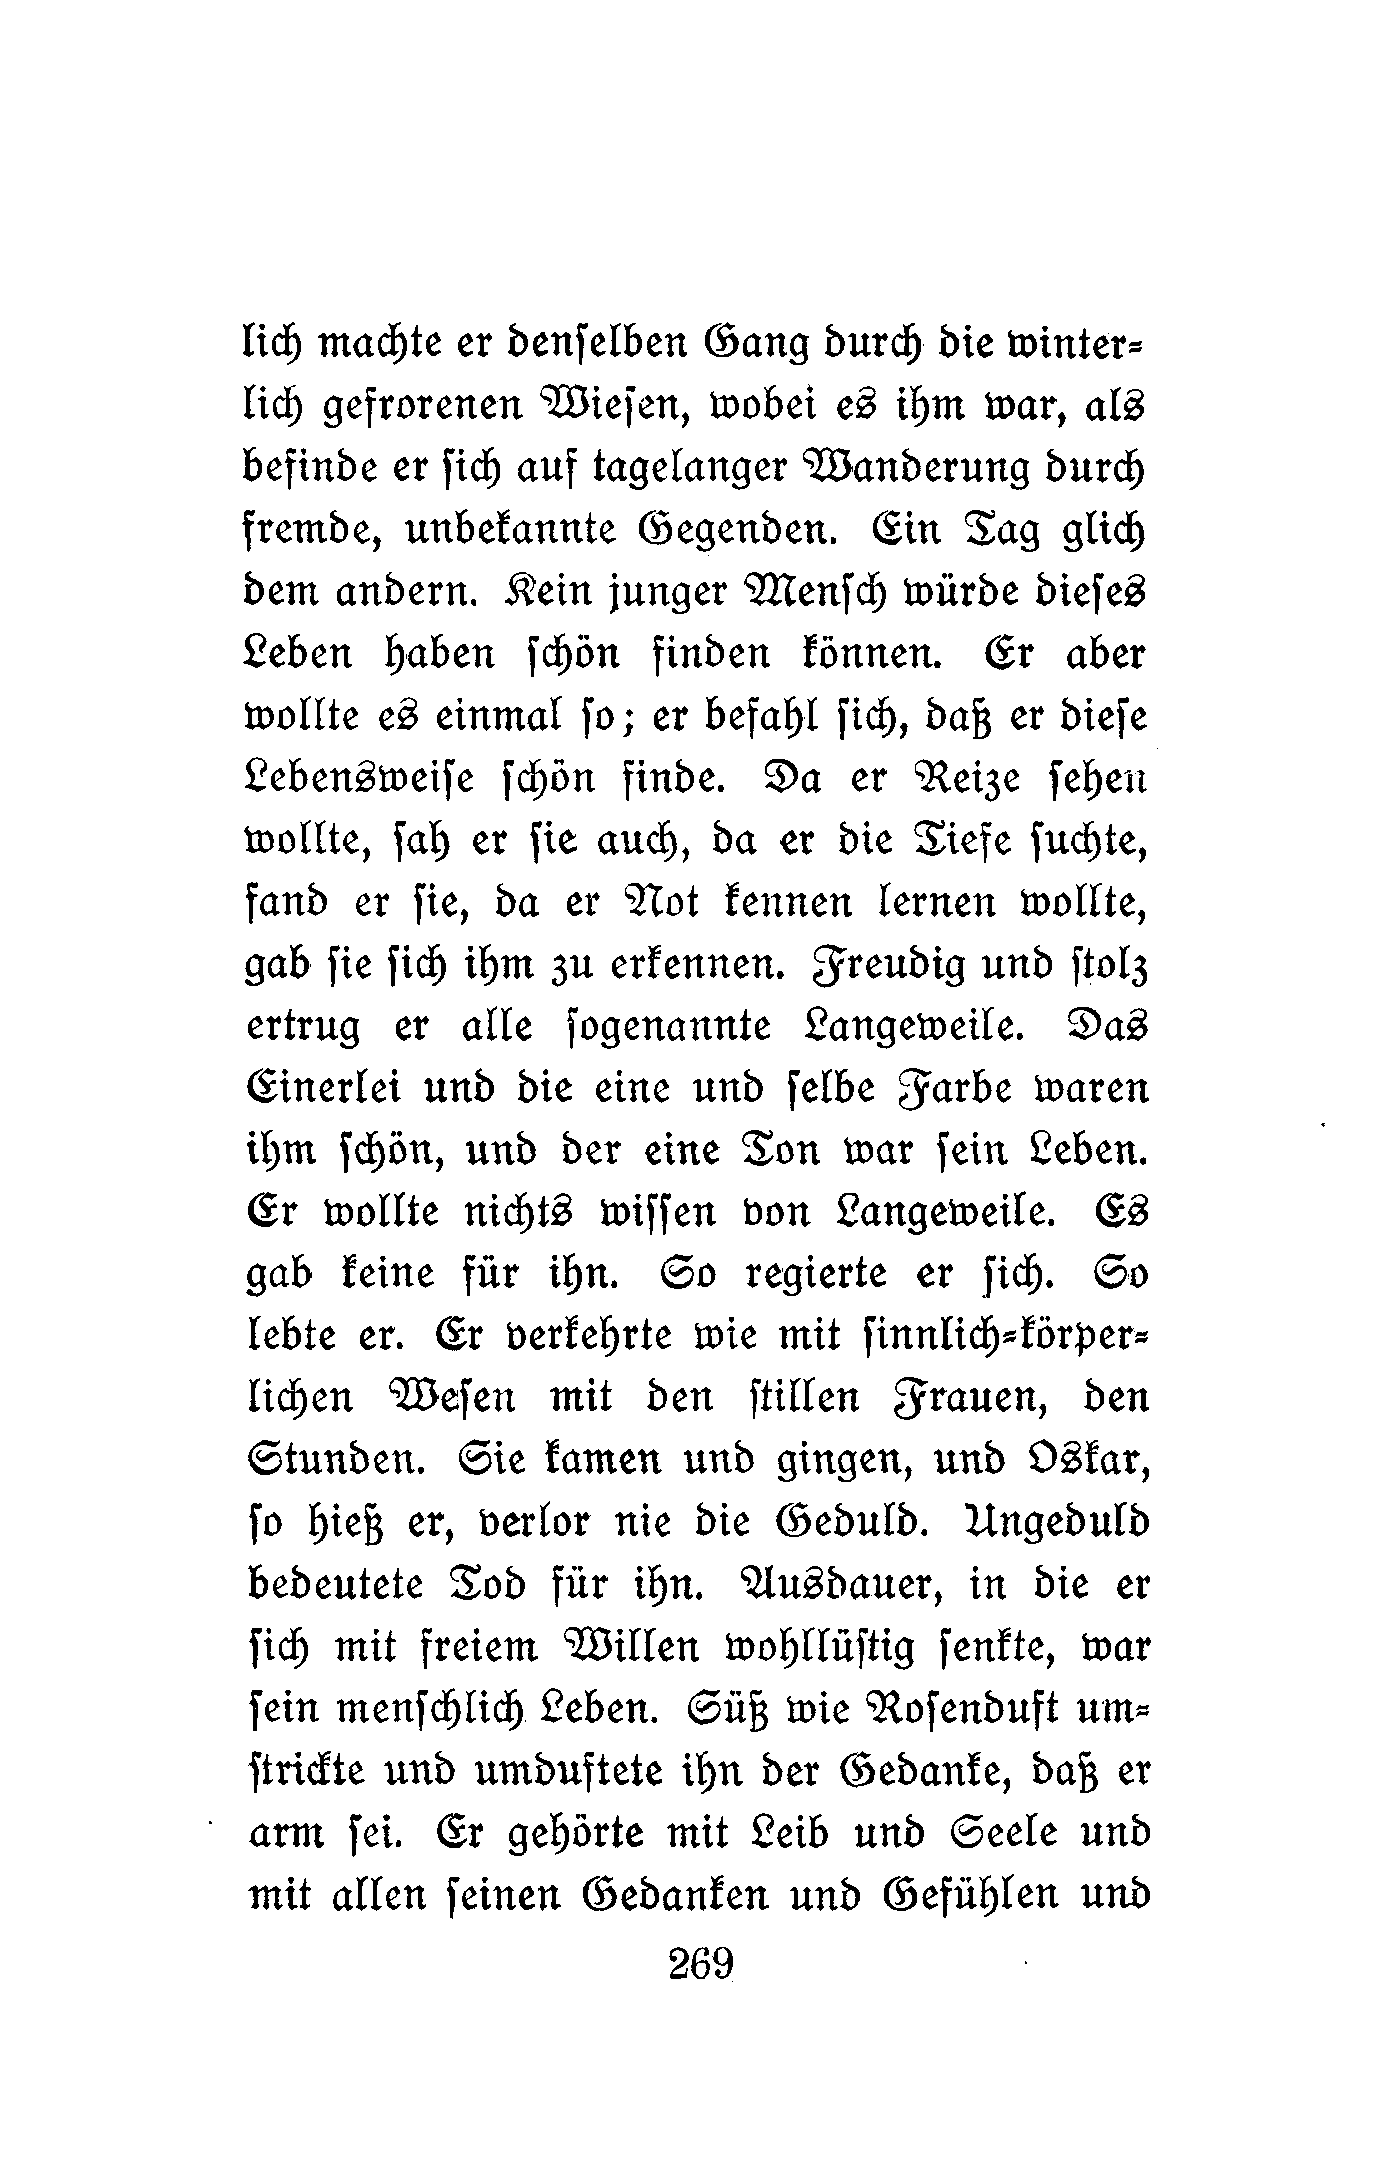 lich machte er denſelben Gang durch die winter⸗
lich gefrorenen Wieſen, wobei es ihm war, als
befinde er ſich auf tagelanger Wanderung durch
fremde, unbekannte Gegenden. Ein Tag glich
dem andern. Kein junger Menſch würde dieſes
Leben haben ſchön finden können. Er aber
wollte es einmal ſo; er befahl ſich, daß er dieſe
Lebensweiſe ſchön finde. Da er Reize ſehen
wollte, ſah er ſie auch, da er die Tiefe ſuchte,
fand er ſie, da er Not kennen lernen wollte,
gab ſie ſich ihm zu erkennen. Freudig und ſtolz
ertrug er alle ſogenannte Langeweile. Das
Einerlei und die eine und ſelbe Farbe waren
ihm ſchön, und der eine Ton war ſein Leben.
Er wollte nichts wiſſen von Langeweile. Es
gab keine für ihn. So regierte er ſich. So
lebte er. Er verkehrte wie mit ſinnlich⸗körper⸗
lichen Weſen mit den ſtillen Frauen, den
Stunden. Sie kamen und gingen, und Oskar,
ſo hieß er, verlor nie die Geduld. Ungeduld
bedeutete Tod für ihn. Ausdauer, in die er
ſich mit freiem Willen wohllüſtig ſenkte, war
ſein menſchlich Leben. Süß wie Roſenduft um⸗
ſtrickte und umduftete ihn der Gedanke, daß er
arm ſei. Er gehörte mit Leib und Seele und
mit allen ſeinen Gedanken und Gefühlen und
269